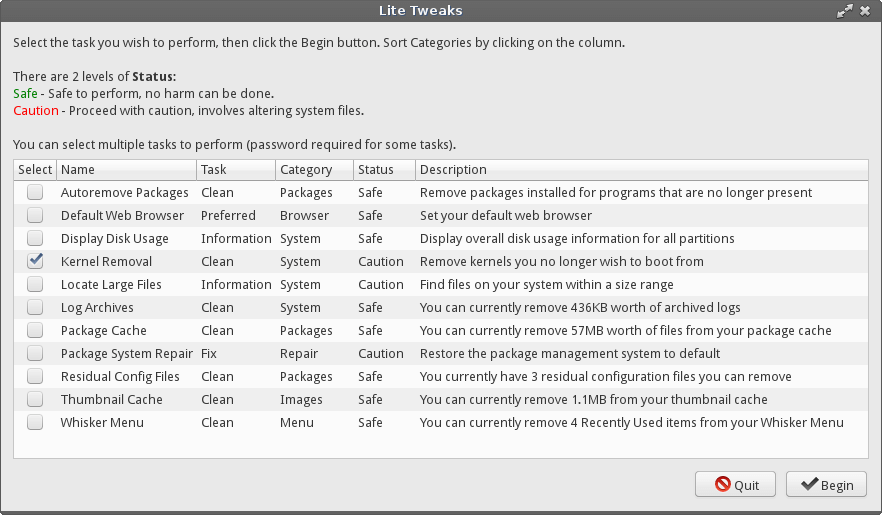 Lite Tweaks
Select the task you wish to perform, then click the Begin button. Sort Categories by clicking on the column.
There are 2 levels of Status:
Safe - Safe to perform, no harm can be done.
Caution - Proceed with caution, involves altering system files.
You can select multiple tasks to perform (password required for some tasks).
Select Name Task Category Status Description
Autoremove Packages Clean Packages Safe Remove packages installed for programs that are no longer present
Default Web Browser Preferred Browser Safe Set your default web browser
Display Disk Usage Information System Safe Display overall disk usage information for all partitions
Kernel Removal Clean System Caution Remove kernels you no longer wish to boot from
Locate Large Files Information System Caution Find files on your system within a size range
Log Archives Clean System Safe You can currently remove 436KB worth of archived logs
Package Cache Clean Packages Safe You can currently remove 57MB worth of files from your package cache
Package System Repair Fix Repair Caution Restore the package management system to default
Residual Config Files Clean Packages Safe You currently have 3 residual configuration files you can remove
Thumbnail Cache Clean Images Safe You can currently remove 1.1MB from your thumbnail cache
Whisker Menu Clean Menu Safe You can currently remove 4 Recently Used items from your Whisker Menu
Quit Begin